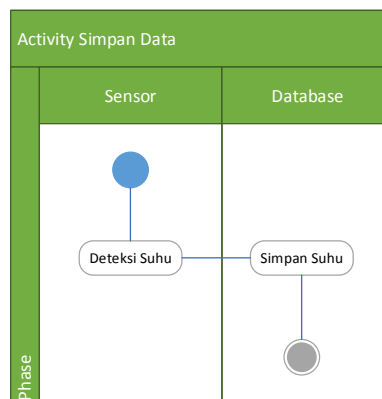 Activity Simpan Data
Sensor
Database
Deteksi Suhu
Simpan Suhu
Phase